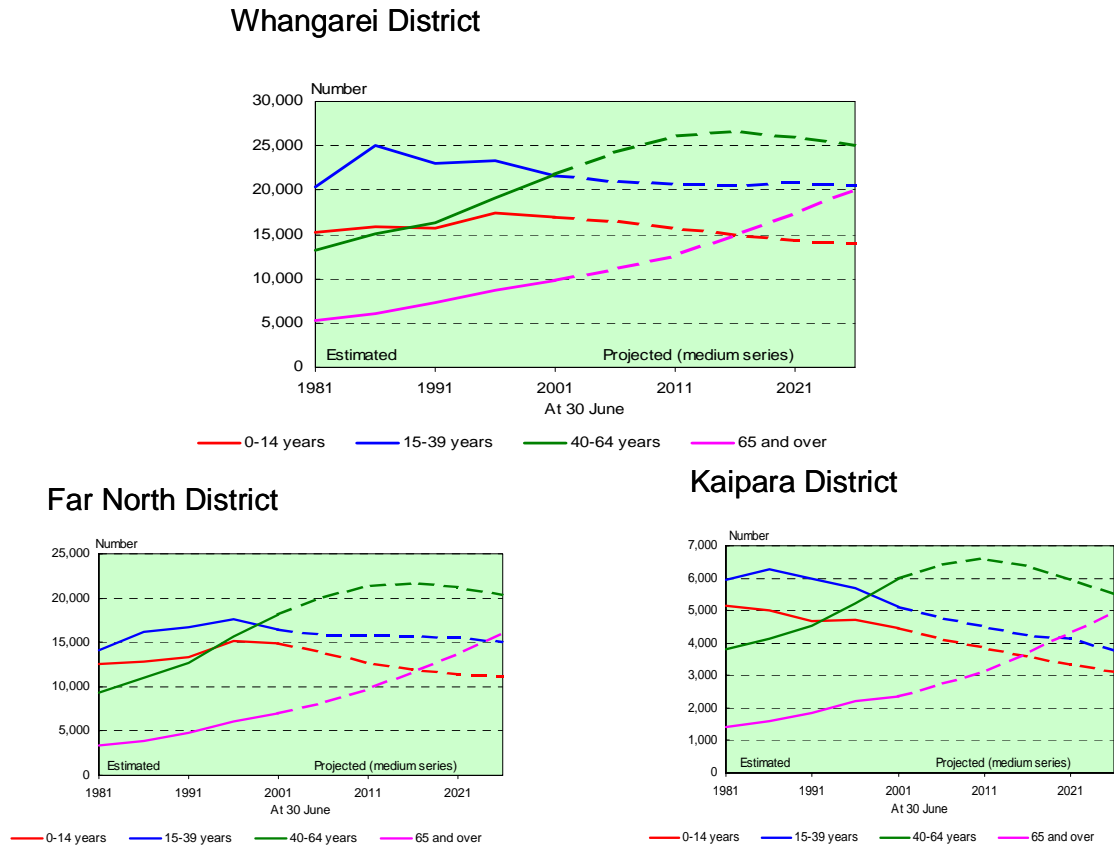 Whangarei District
Number
30,000
25,000
20,000
15,000
10,000
5,000
0
Estimated Projected (medium series)
1981 1991 2001 2011 2021
At 30 June
0-14 years 15-39 years 40-64 years 65 and over
Far North District
Number
25,000
20,000
15,000
10,000
5,000
0
Estimated Projected (medium series)
1981 1991 2001 2011 2021
At 30 June
0-14 years 15-39 years 40-64 years 65 and over
Kaipara District
Number
7,000
6,000
5,000
4,000
3,000
2,000
1,000
0
Estimated Projected (medium series)
1981 1991 2001 2011 2021
At 30 June
0-14 years 15-39 years 40-64 years 65 and over